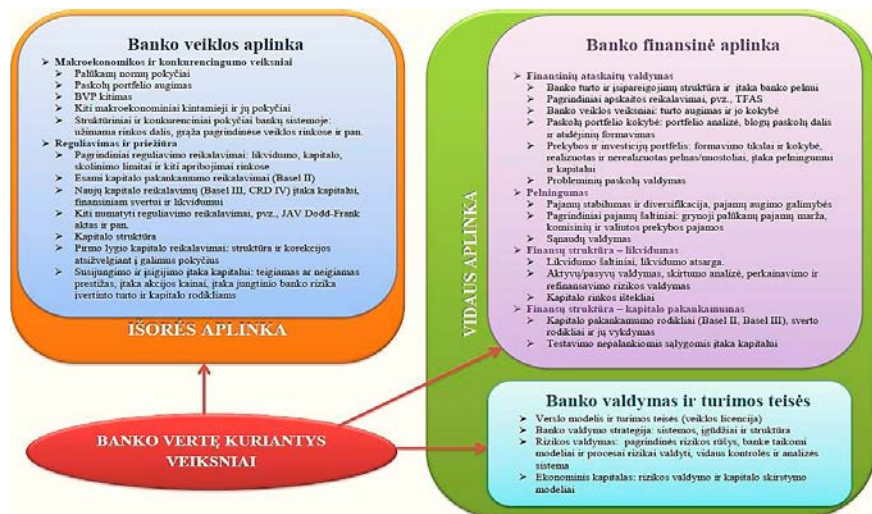 Banko veiklos aplinka
Makroekonomikos ir konkurencingumo veiksniai
Palūkanų normų pokyčiai
Paskolų portfelio augimas
BVP kitimas
Kiti makroekonominiai kintamieji ir jų pokyčiai
Struktūriniai ir konkurenciniai pokyčiai bankų sistemoje:
užimama rinkos dalis, grąža pagrindinėse veiklos rinkose ir pan.
Reguliavimas ir priežiūra
Pagrindiniai reguliavimo reikalavimai: likvidumo, kapitalo,
skolinimo limitai ir kiti apribojimai rinkose
Esami kapitalo pakankamumo reikalavimai (Basel II)
Naujų kapitalo reikalavimų (Basel III, CRD IV) įtaka kapitalui,
finansiniam svertui ir likvidumui
Kiti numatyti reguliavimo reikalavimai, pvz., JAV Dodd-Frank
aktas ir pan.
Kapitalo struktūra
Pirmo lygio kapitalo reikalavimai: struktūra ir korekcijos
atsižvelgiant į galimus pokyčius
Susijungimo ir įsigijimo įtaka kapitalui: teigiamas ar neigiamas
prestižas, įtaka akcijos kainai, įtaka jungtinio banko rizika
įvertinto turto ir kapitalo rodikliams
IŠORĖS APLINKA
BANKO VERTĘ KURIANTYS
VEIKSNIAI
VIDAUS APLINKA
Banko finansinė aplinka
Finansinių ataskaitų valdymas
Banko turto ir įsipareigojimų struktūra ir įtaka banko pelnui
Pagrindiniai apskaitos reikalavimai, pvz., TFAS
Banko veiklos veiksniai: turto augimas ir jo kokybė
Paskolų portfelio kokybė: portfelio analizė, blogų paskolų dalis
ir atidėjinių formavimas
Prekybos ir investicijų portfelis: formavimo tikslai ir kokybė,
realizuotas ir nerealizuotas pelnas/nuostoliai, įtaka pelningumui
ir kapitalui
Probleminių paskolų valdymas
Pelningumas
Pajamų stabilumas ir diversifikacija, pajamų augimo galimybės
Pagrindiniai pajamų šaltiniai: grynoji palūkanų pajamų marža,
komisinių ir valiutos prekybos pajamos
Sąnaudų valdymas
Finansų struktūra – likvidumas
Likvidumo šaltiniai, likvidumo atsarga.
Aktyvų/pasyvų valdymas, skirtumo analizė, perkainavimo ir
refinansavimo rizikos valdymas
Kapitalo rinkos ištekliai
Finansų struktūra – kapitalo pakankamumas
Kapitalo pakankamumo rodikliai (Basel II, Basel III), sverto
rodikliai ir jų vykdymas
Testavimo nepalankiomis sąlygomis įtaka kapitalui
Banko valdymas ir turimos teisės
Verslo modelis ir turimos teisės (veiklos licencija)
Banko valdymo strategija: sistemos, įgūdžiai ir struktūra
Rizikos valdymas: pagrindinės rizikos rūšys, banke taikomi
modeliai ir procesai rizikai valdyti, vidaus kontrolės ir analizės
sistema
Ekonominis kapitalas: rizikos valdymo ir kapitalo skirstymo
modeliai